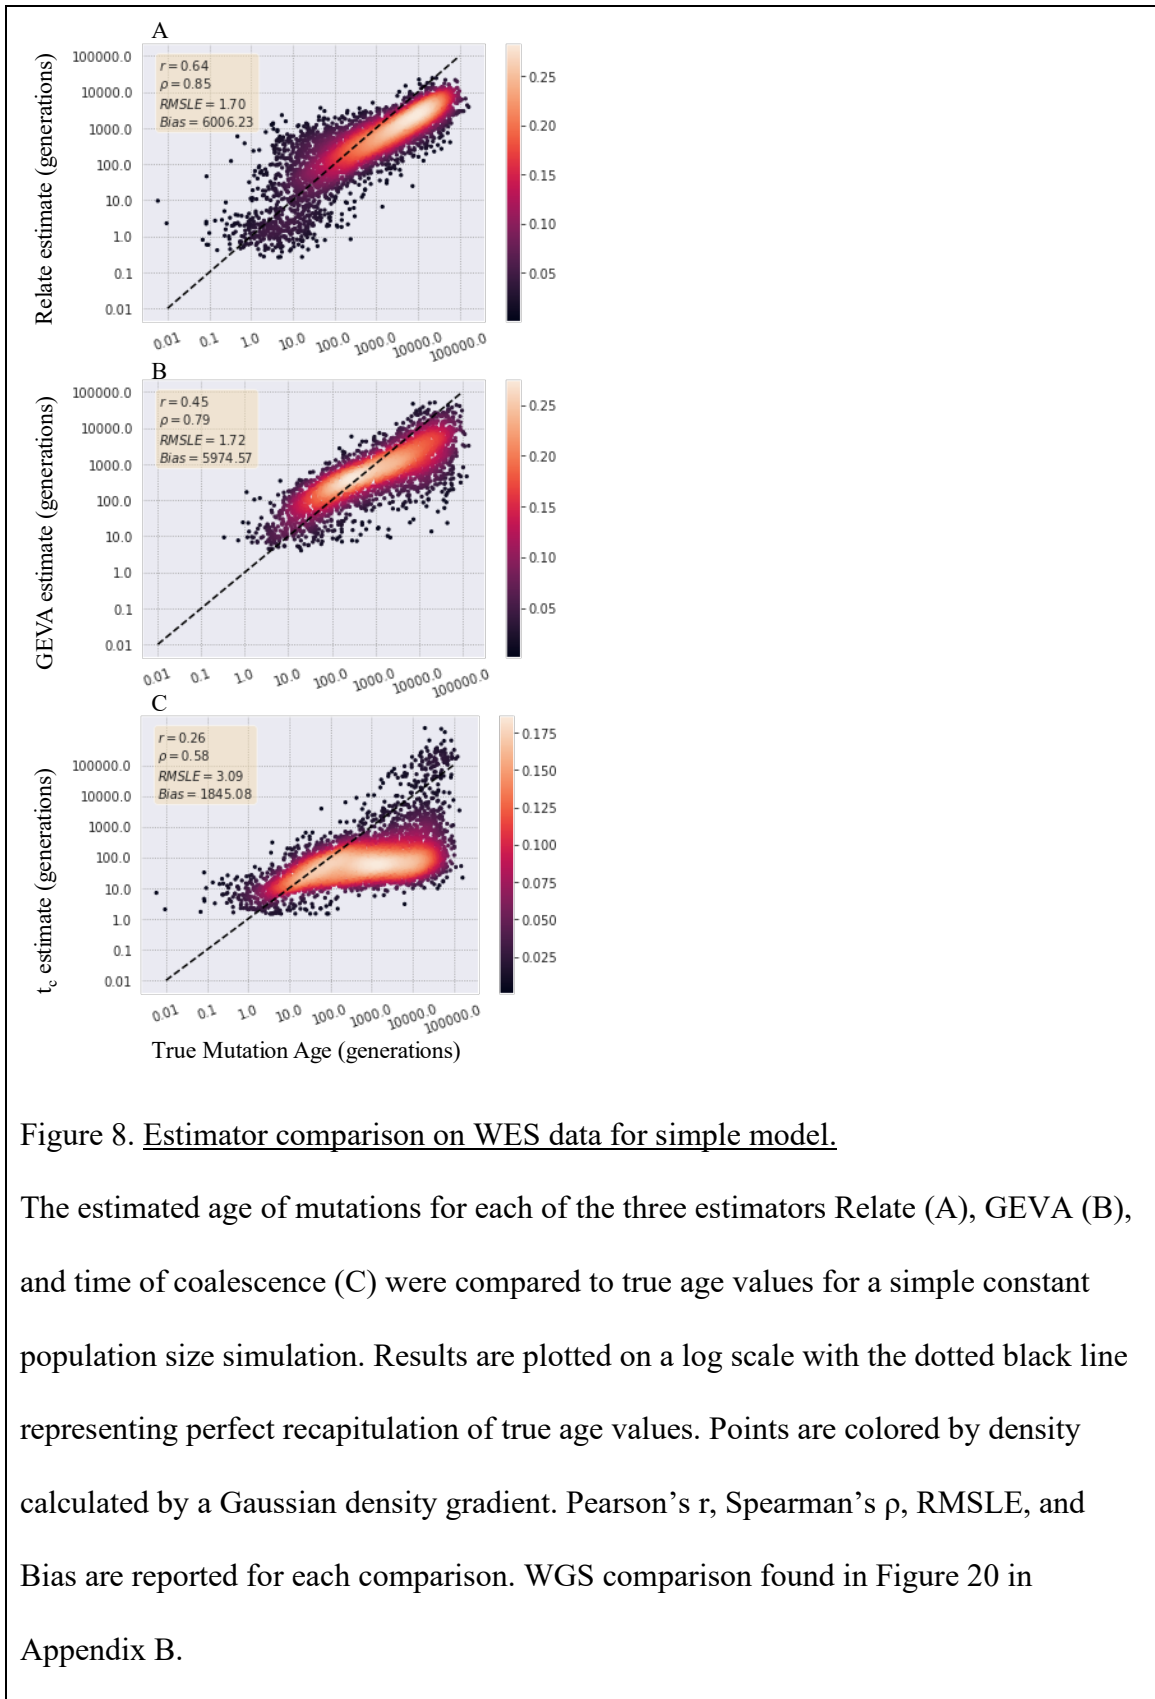 A
Relate estimate (generations)
100000.0
10000.0
1000.0
100.0
10.0
1.0
0.1
0.01
r = 0.64
ρ = 0.85
RMSLE = 1.70
Bias = 6006.23
0.25
0.20
0.15
0.10
0.05
0.01 0.1 1.0 10.0 100.0 1000.0 10000.0 100000.0
B
GEVA estimate (generations)
100000.0
10000.0
1000.0
100.0
10.0
1.0
0.1
0.01
r = 0.45
ρ = 0.79
RMSLE = 1.72
Bias = 5974.57
0.25
0.20
0.15
0.10
0.05
0.01 0.1 1.0 10.0 100.0 1000.0 10000.0 100000.0
C
tc estimate (generations)
100000.0
10000.0
1000.0
100.0
10.0
1.0
0.1
0.01
r = 0.26
ρ = 0.58
RMSLE = 3.09
Bias = 1845.08
0.175
0.150
0.125
0.100
0.075
0.050
0.025
0.01 0.1 1.0 10.0 100.0 1000.0 10000.0 100000.0
True Mutation Age (generations)
Figure 8. Estimator comparison on WES data for simple model.
The estimated age of mutations for each of the three estimators Relate (A), GEVA (B),
and time of coalescence (C) were compared to true age values for a simple constant
population size simulation. Results are plotted on a log scale with the dotted black line
representing perfect recapitulation of true age values. Points are colored by density
calculated by a Gaussian density gradient. Pearson’s r, Spearman’s ρ, RMSLE, and
Bias are reported for each comparison. WGS comparison found in Figure 20 in
Appendix B.